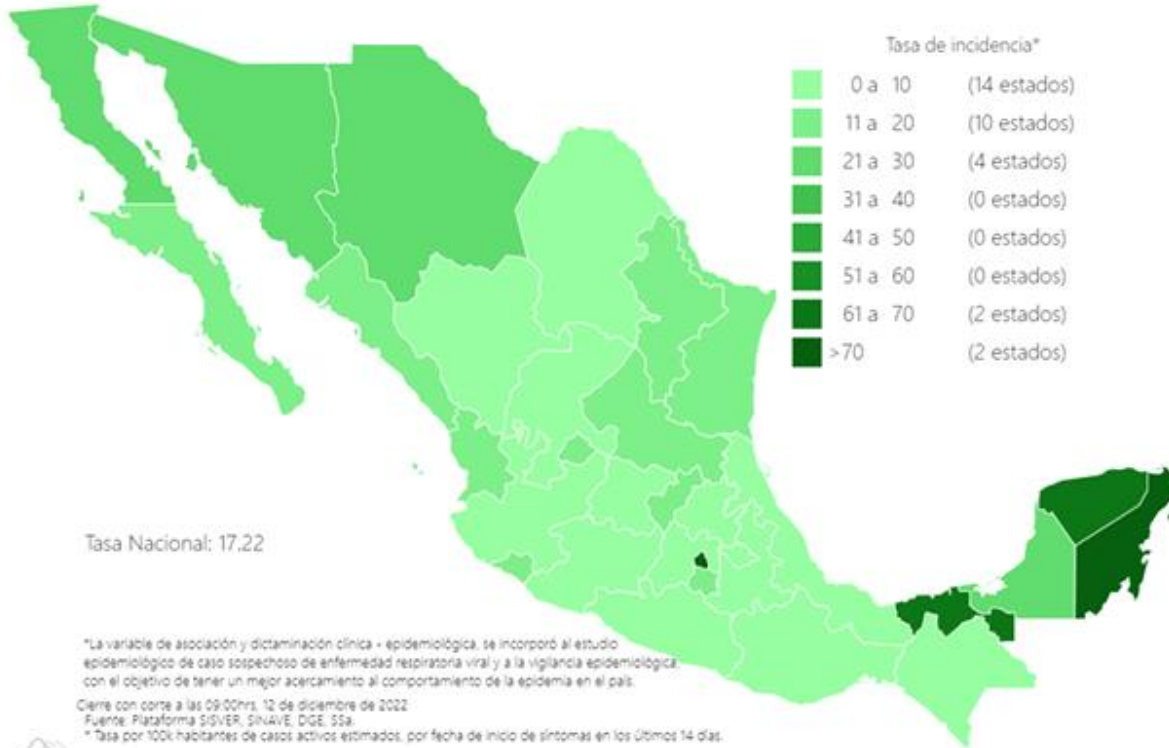 Tasa de incidencia*
0 a 10 (14 estados)
11 a 20 (10 estados)
21 a 30 (4 estados)
31 a 40 (0 estados)
41 a 50 (0 estados)
51 a 60 (0 estados)
61 a 70 (2 estados)
>70 (2 estados)
Tasa Nacional: 17.22
*La variable de asociación y dictaminación clínica - epidemiológica, se incorporó al estudio
epidemiológico de caso sospechoso de enfermedad respiratoria viral y a la vigilancia epidemiológica,
con el objetivo de tener un mejor acercamiento al comportamiento de la epidemia en el país.
Cierre con corte a las 09:00hrs, 12 de diciembre de 2022
Fuente: Plataforma SISVER, SINAVE, DGE, SSa.
* Tasa por 100k habitantes de casos activos estimados, por fecha de inicio de síntomas en los últimos 14 días.